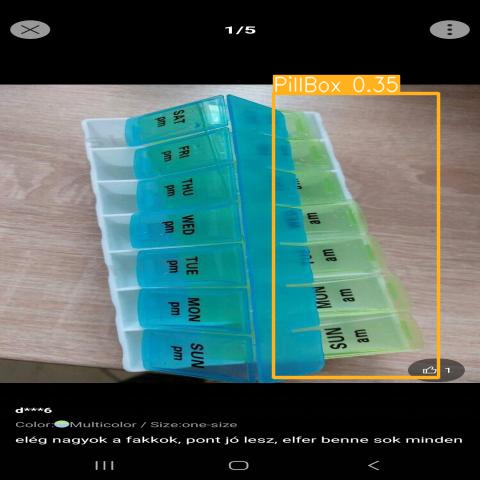 1/5
PillBox 0.35
SAT
pm
FRI
pm
THU
pm
am
WED
pm
am
TUE
pm
am
MON
pm
MON
am
SUN
pm
SUN
am
1
d***6
Color: Multicolor / Size:one-size
elég nagyok a fakkok, pont jó lesz, elfer benne sok minden